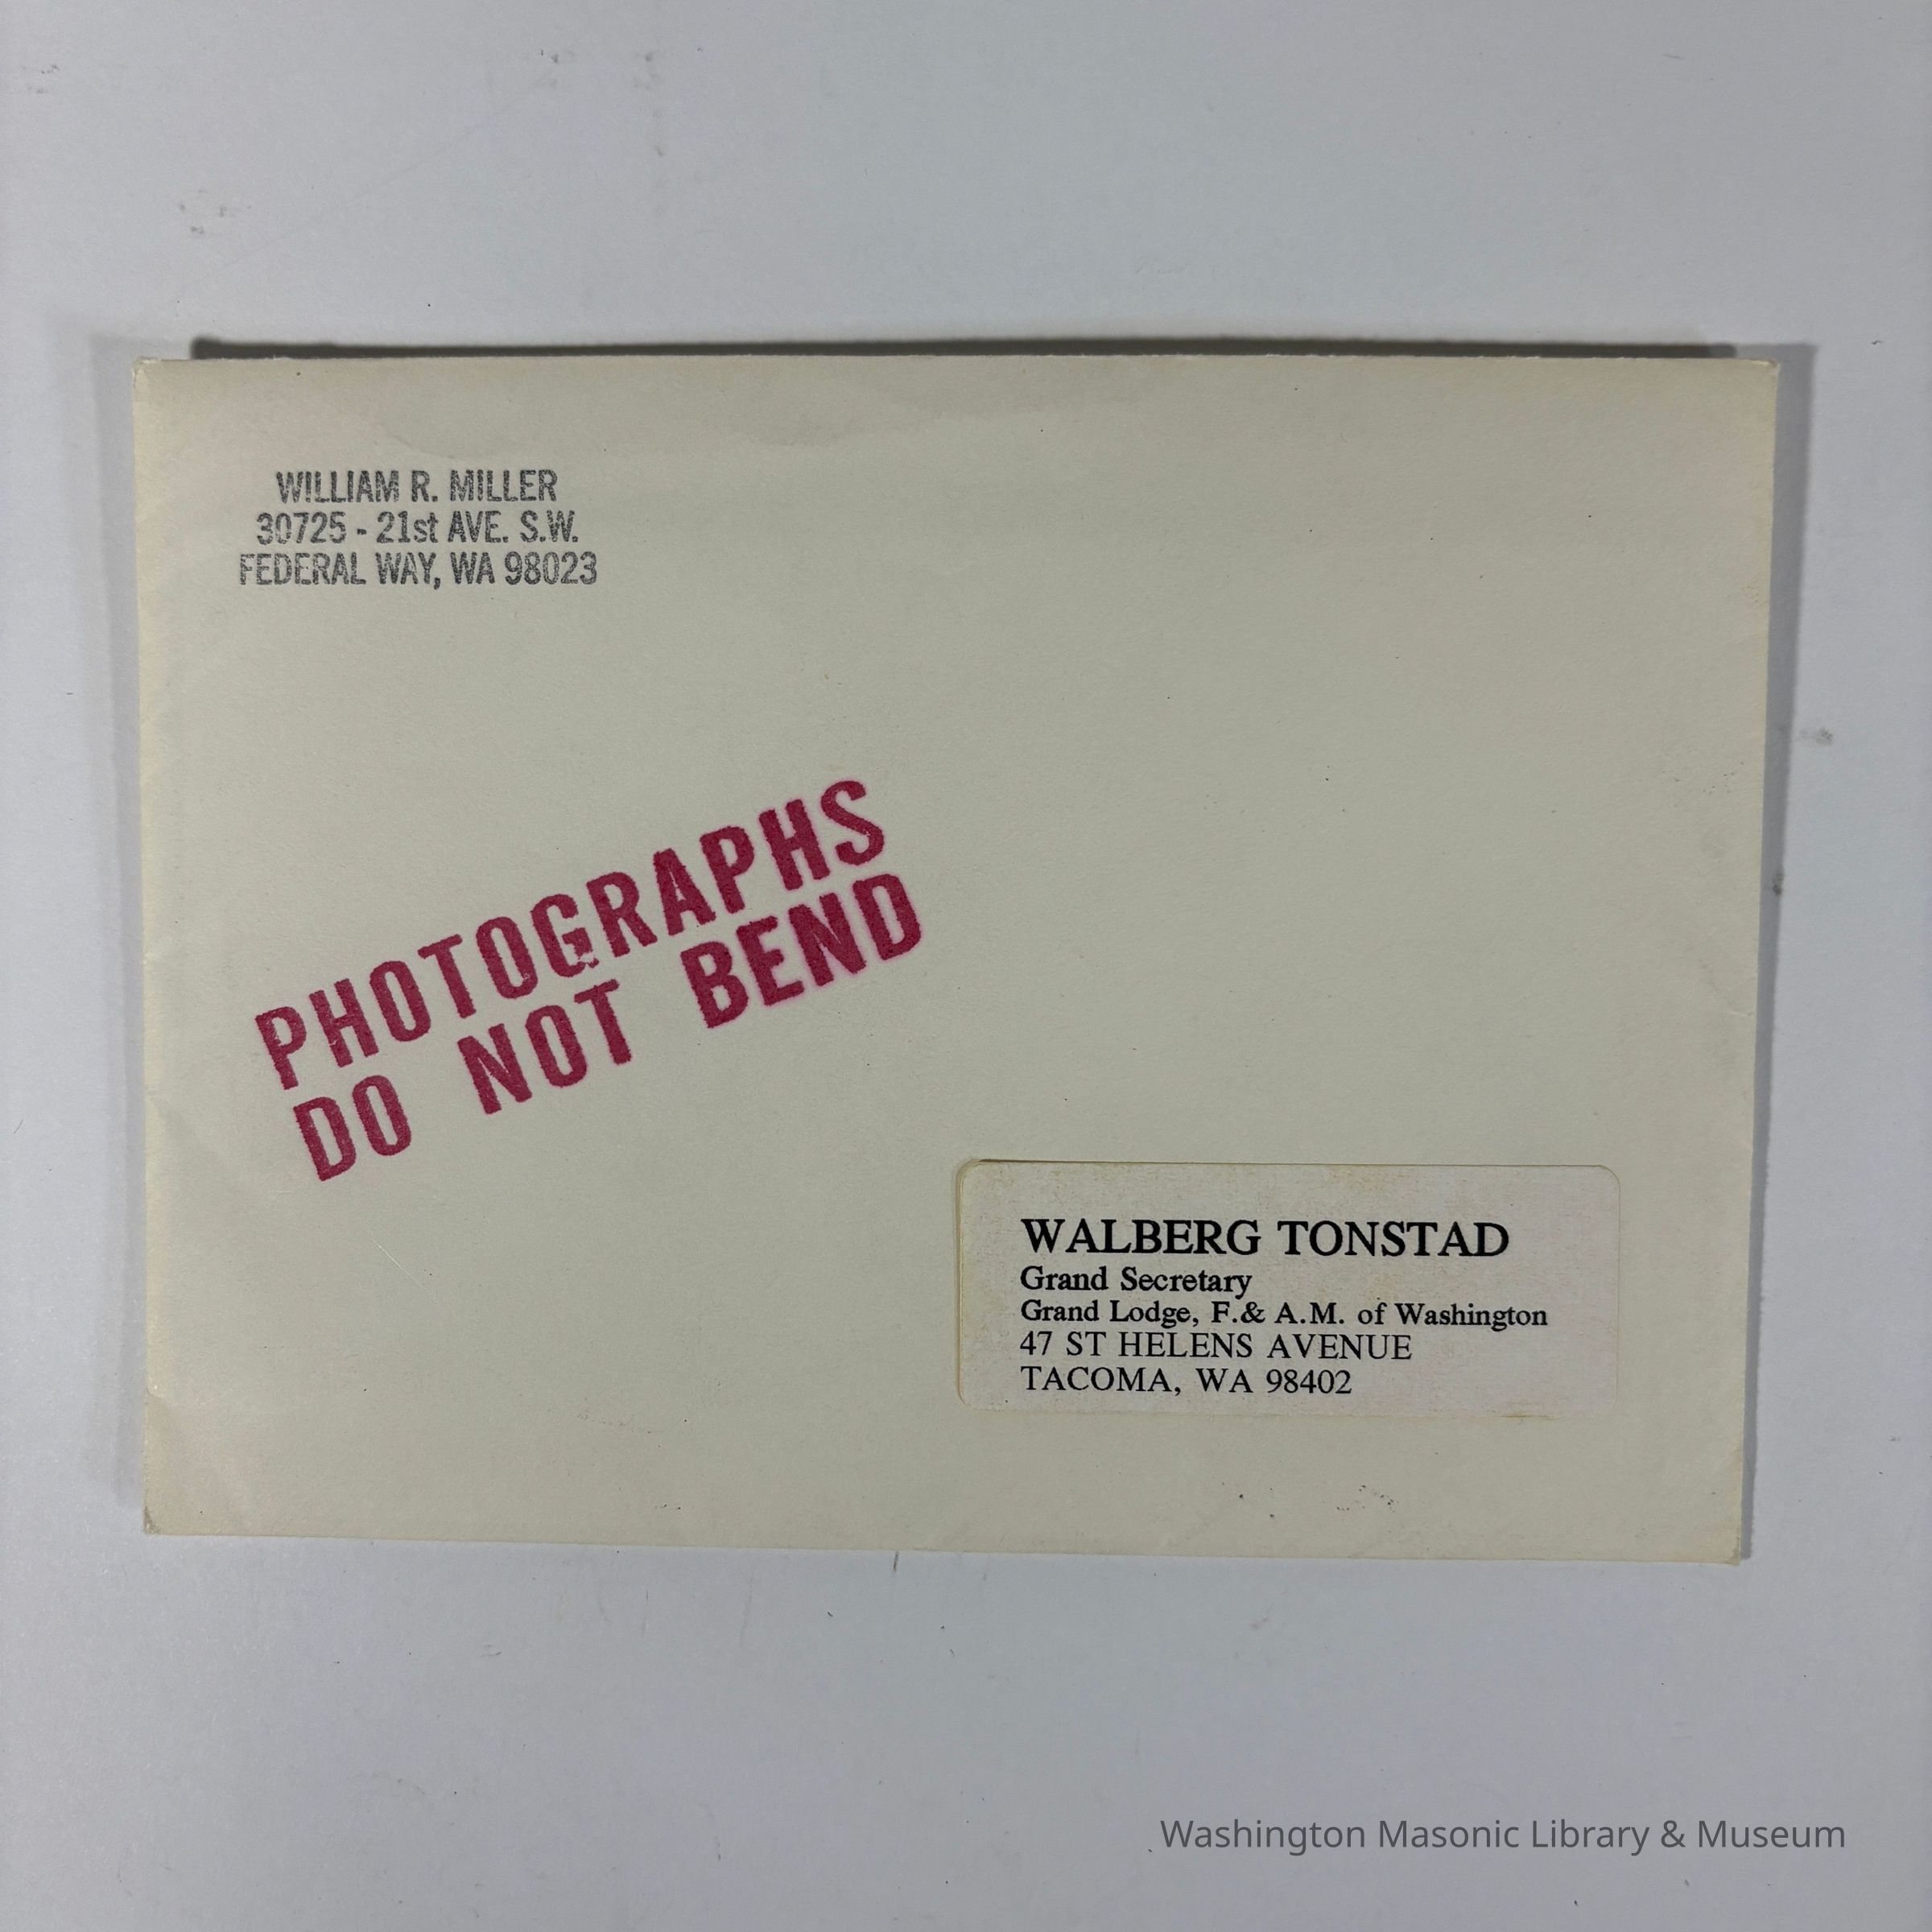 WILLIAM R. MILLER
30725 - 21st AVE. S.W.
FEDERAL WAY, WA 98023
PHOTOGRAPHS
DO NOT BEND
WALBERG TONSTAD
Grand Secretary
Grand Lodge, F.& A.M. of Washington
47 ST HELENS AVENUE
TACOMA, WA 98402
Washington Masonic Library & Museum